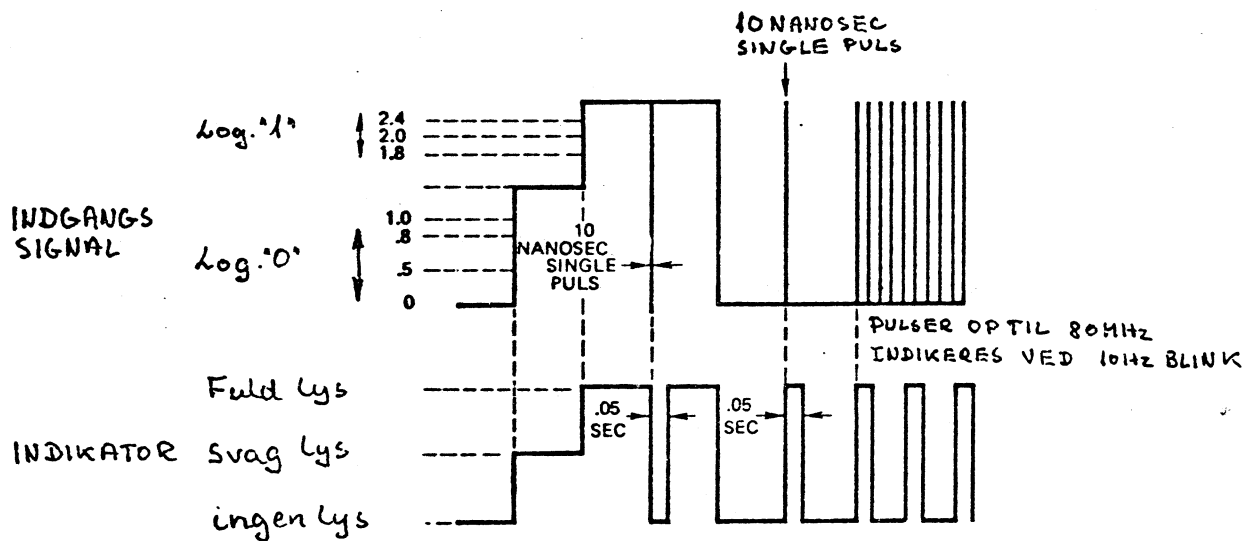 10 NANOSEC
SINGLE PULS
Log. "1"
2.4
2.0
1.8
INDGANGS
SIGNAL
Log. "0"
1.0
.8
.5
0
10
NANOSEC
SINGLE
PULS
PULSER OP TIL 80MHz
INDIKERES VED 10Hz BLINK
Fuld lys
.05
SEC
.05
SEC
INDIKATOR Svag lys
ingen lys